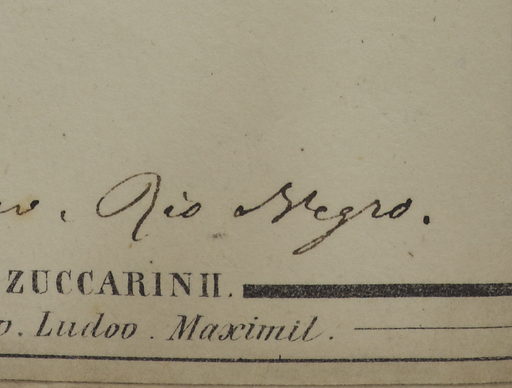 Rio Negro.
ZUCCARINII.
. Ludov. Maximil.